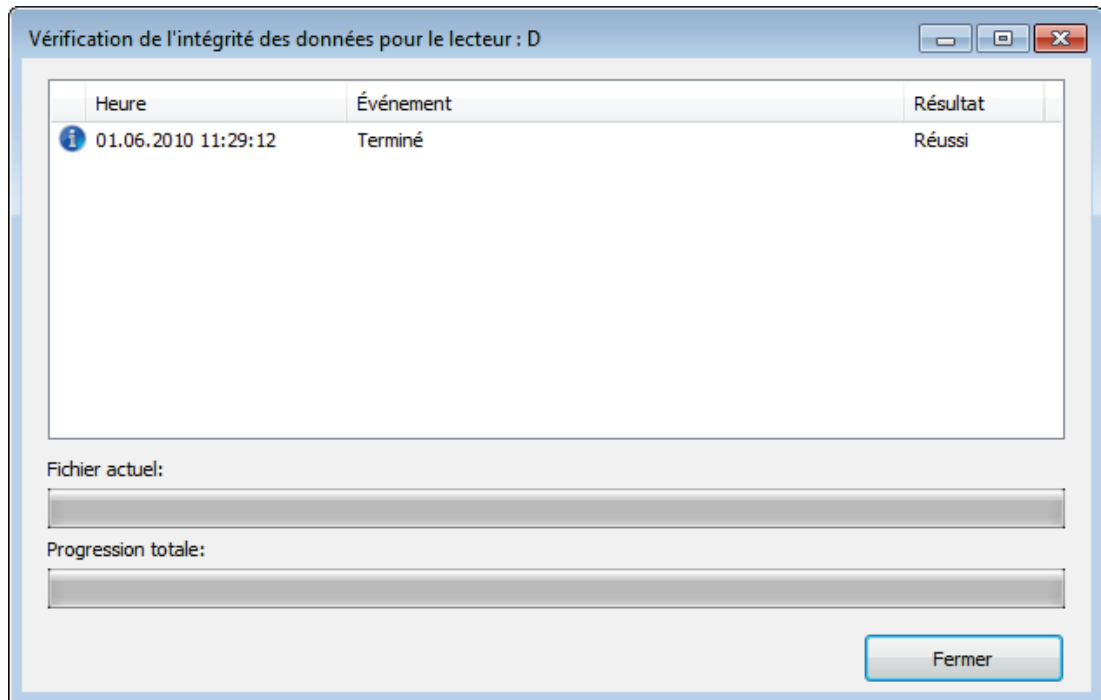 Vérification de l'intégrité des données pour le lecteur : D
Heure Événement Résultat
01.06.2010 11:29:12 Terminé Réussi
Fichier actuel:
Progression totale:
Fermer